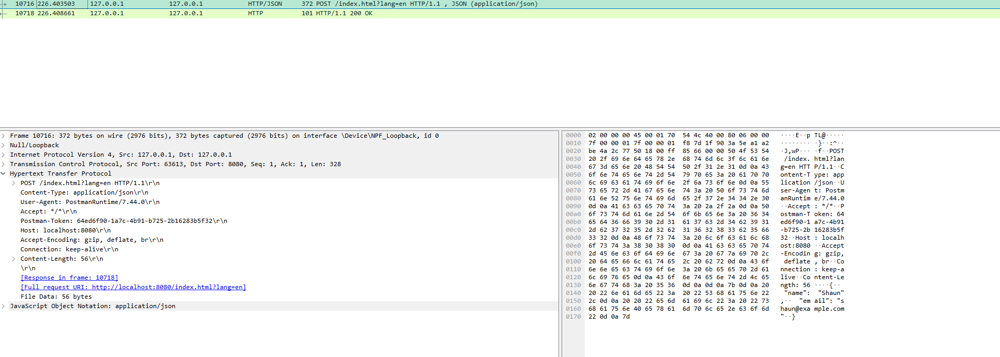 10716 226.403503 127.0.0.1 127.0.0.1 HTTP/JSON 372 POST /index.html?lang=en HTTP/1.1 , JSON (application/json)
10718 226.408661 127.0.0.1 127.0.0.1 HTTP 101 HTTP/1.1 200 OK
Frame 10716: 372 bytes on wire (2976 bits), 372 bytes captured (2976 bits) on interface \Device\NPF_Loopback, id 0
Null/Loopback
Internet Protocol Version 4, Src: 127.0.0.1, Dst: 127.0.0.1
Transmission Control Protocol, Src Port: 63613, Dst Port: 8080, Seq: 1, Ack: 1, Len: 328
Hypertext Transfer Protocol
POST /index.html?lang=en HTTP/1.1\r\n
Content-Type: application/json\r\n
User-Agent: PostmanRuntime/7.44.0\r\n
Accept: */*\r\n
Postman-Token: 64ed6f90-1a7c-4b91-b725-2b16283b5f32\r\n
Host: localhost:8080\r\n
Accept-Encoding: gzip, deflate, br\r\n
Connection: keep-alive\r\n
Content-Length: 56\r\n
\r\n
[Response in frame: 10718]
[Full request URI: http://localhost:8080/index.html?lang=en]
File Data: 56 bytes
JavaScript Object Notation: application/json
0000 02 00 00 00 45 00 01 70 54 4c 40 00 80 06 00 00 ····E··p TL@·····
0010 7f 00 00 01 7f 00 00 01 f8 7d 1f 90 3a 5e a1 a2 ········ ·}··:^··
0020 be 4a 2c 77 50 18 00 ff 85 66 00 00 50 4f 53 54 ·J,wP··· ·f··POST
0030 20 2f 69 6e 64 65 78 2e 68 74 6d 6c 3f 6c 61 6e /index. html?lan
0040 67 3d 65 6e 20 48 54 54 50 2f 31 2e 31 0d 0a 43 g=en HTT P/1.1··C
0050 6f 6e 74 65 6e 74 2d 54 79 70 65 3a 20 61 70 70 ontent-T ype: app
0060 6c 69 63 61 74 69 6f 6e 2f 6a 73 6f 6e 0d 0a 55 lication /json··U
0070 73 65 72 2d 41 67 65 6e 74 3a 20 50 6f 73 74 6d ser-Agen t: Postm
0080 61 6e 52 75 6e 74 69 6d 65 2f 37 2e 34 34 2e 30 anRuntim e/7.44.0
0090 0d 0a 41 63 63 65 70 74 3a 20 2a 2f 2a 0d 0a 50 ··Accept : */*··P
00a0 6f 73 74 6d 61 6e 2d 54 6f 6b 65 6e 3a 20 36 34 ostman-T oken: 64
00b0 65 64 36 66 39 30 2d 31 61 37 63 2d 34 62 39 31 ed6f90-1 a7c-4b91
00c0 2d 62 37 32 35 2d 32 62 31 36 32 38 33 62 35 66 -b725-2b 16283b5f
00d0 33 32 0d 0a 48 6f 73 74 3a 20 6c 6f 63 61 6c 68 32··Host : localh
00e0 6f 73 74 3a 38 30 38 30 0d 0a 41 63 63 65 70 74 ost:8080 ··Accept
00f0 2d 45 6e 63 6f 64 69 6e 67 3a 20 67 7a 69 70 2c -Encodin g: gzip,
0100 20 64 65 66 6c 61 74 65 2c 20 62 72 0d 0a 43 6f deflate , br··Co
0110 6e 6e 65 63 74 69 6f 6e 3a 20 6b 65 65 70 2d 61 nnection : keep-a
0120 6c 69 76 65 0d 0a 43 6f 6e 74 65 6e 74 2d 4c 65 live··Co ntent-Le
0130 6e 67 74 68 3a 20 35 36 0d 0a 0d 0a 7b 0d 0a 20 ngth: 56 ····{··
0140 20 22 6e 61 6d 65 22 3a 20 22 53 68 61 75 6e 22 "name": "Shaun"
0150 2c 0d 0a 20 20 22 65 6d 61 69 6c 22 3a 20 22 73 ,·· "em ail": "s
0160 68 61 75 6e 40 65 78 61 6d 70 6c 65 2e 63 6f 6d haun@exa mple.com
0170 22 0d 0a 7d "··}